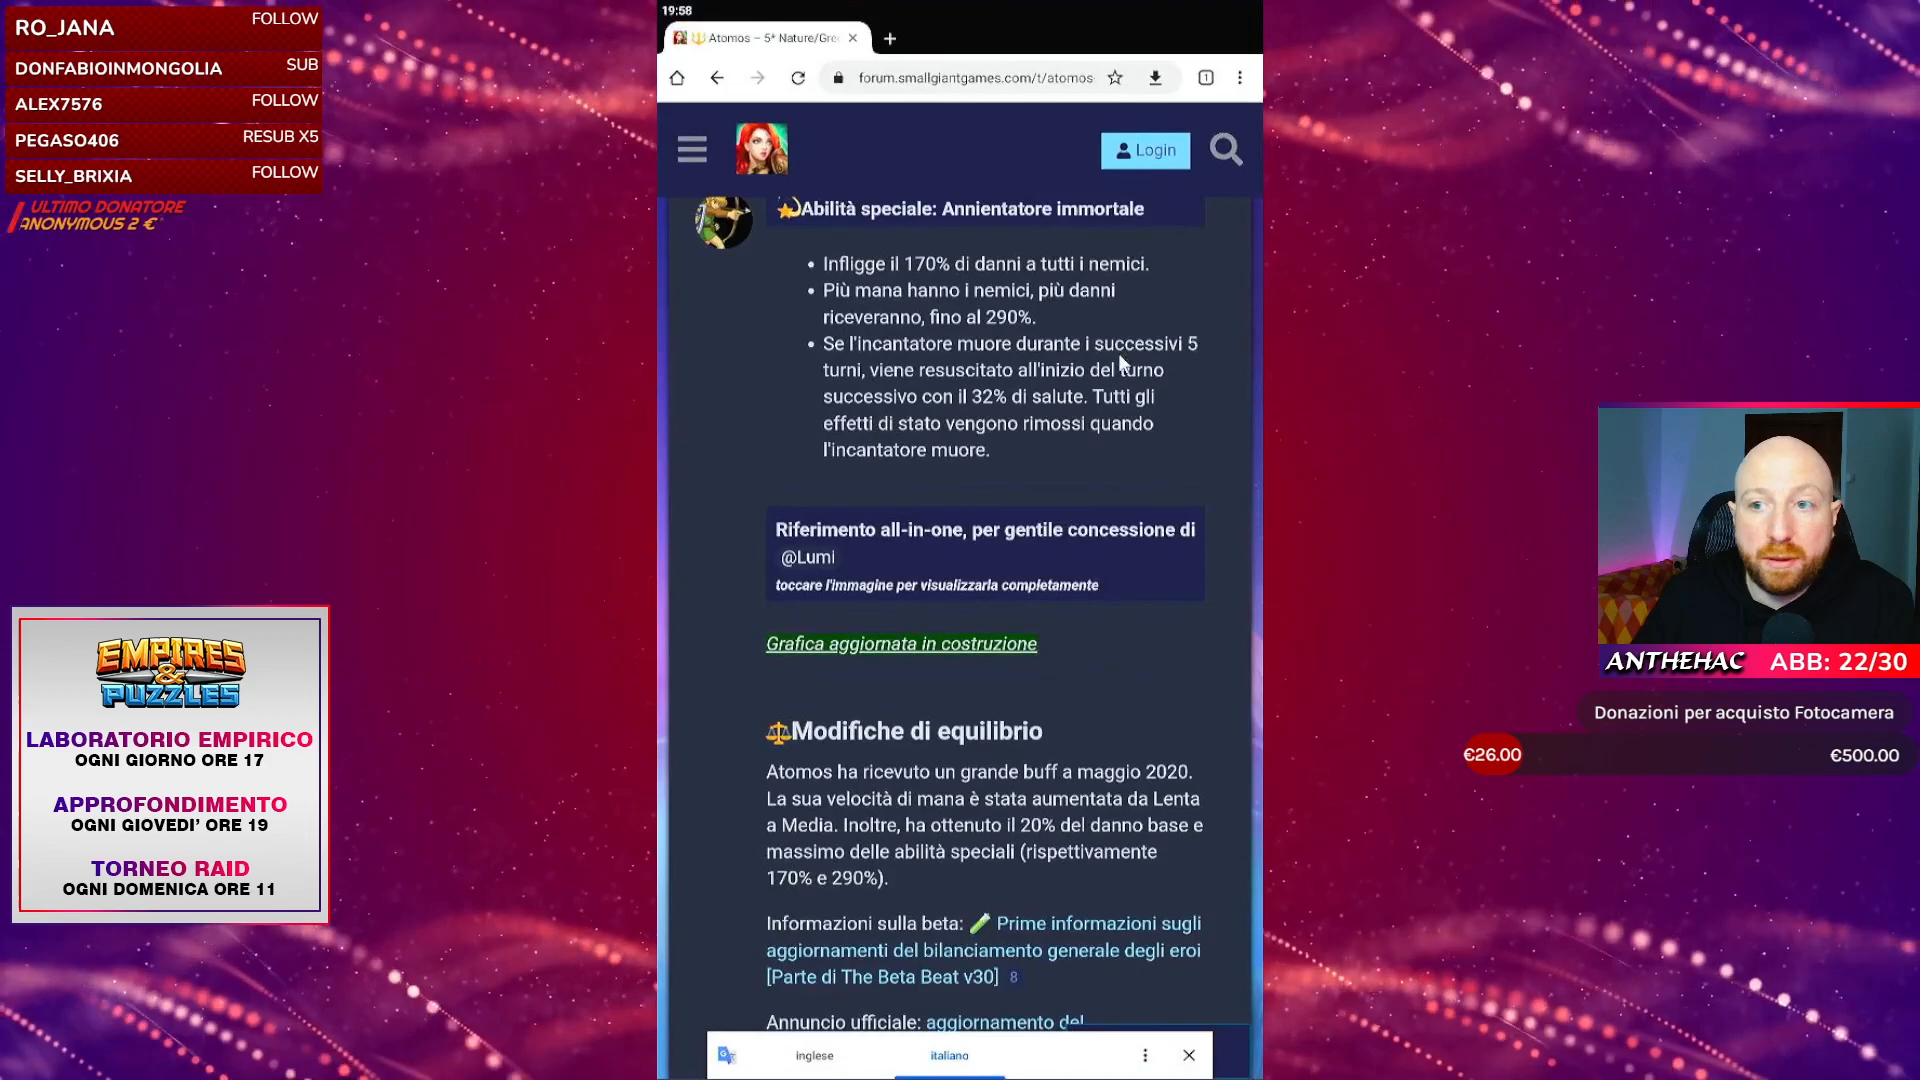 RO_JANA FOLLOW
DONFABIOINMONGOLIA SUB
ALEX7576 FOLLOW
PEGASO406 RESUB X5
SELLY_BRIXIA FOLLOW
ULTIMO DONATORE
ANONYMOUS 2 €
EMPIRES
&
PUZZLES
LABORATORIO EMPIRICO
OGNI GIORNO ORE 17
APPROFONDIMENTO
OGNI GIOVEDI' ORE 19
TORNEO RAID
OGNI DOMENICA ORE 11
19:58
Atomos – 5* Nature/Gre
forum.smallgiantgames.com/t/atomos
1
Login
Abilità speciale: Annientatore immortale
• Infligge il 170% di danni a tutti i nemici.
• Più mana hanno i nemici, più danni
riceveranno, fino al 290%.
• Se l'incantatore muore durante i successivi 5
turni, viene resuscitato all'inizio del turno
successivo con il 32% di salute. Tutti gli
effetti di stato vengono rimossi quando
l'incantatore muore.
Riferimento all-in-one, per gentile concessione di
@Lumi
toccare l'immagine per visualizzarla completamente
Grafica aggiornata in costruzione
Modifiche di equilibrio
Atomos ha ricevuto un grande buff a maggio 2020.
La sua velocità di mana è stata aumentata da Lenta
a Media. Inoltre, ha ottenuto il 20% del danno base e
massimo delle abilità speciali (rispettivamente
170% e 290%).
Informazioni sulla beta: Prime informazioni sugli
aggiornamenti del bilanciamento generale degli eroi
[Parte di The Beta Beat v30] 8
Annuncio ufficiale: aggiornamento del
inglese italiano
ANTHEHAC ABB: 22/30
Donazioni per acquisto Fotocamera
€26.00 €500.00